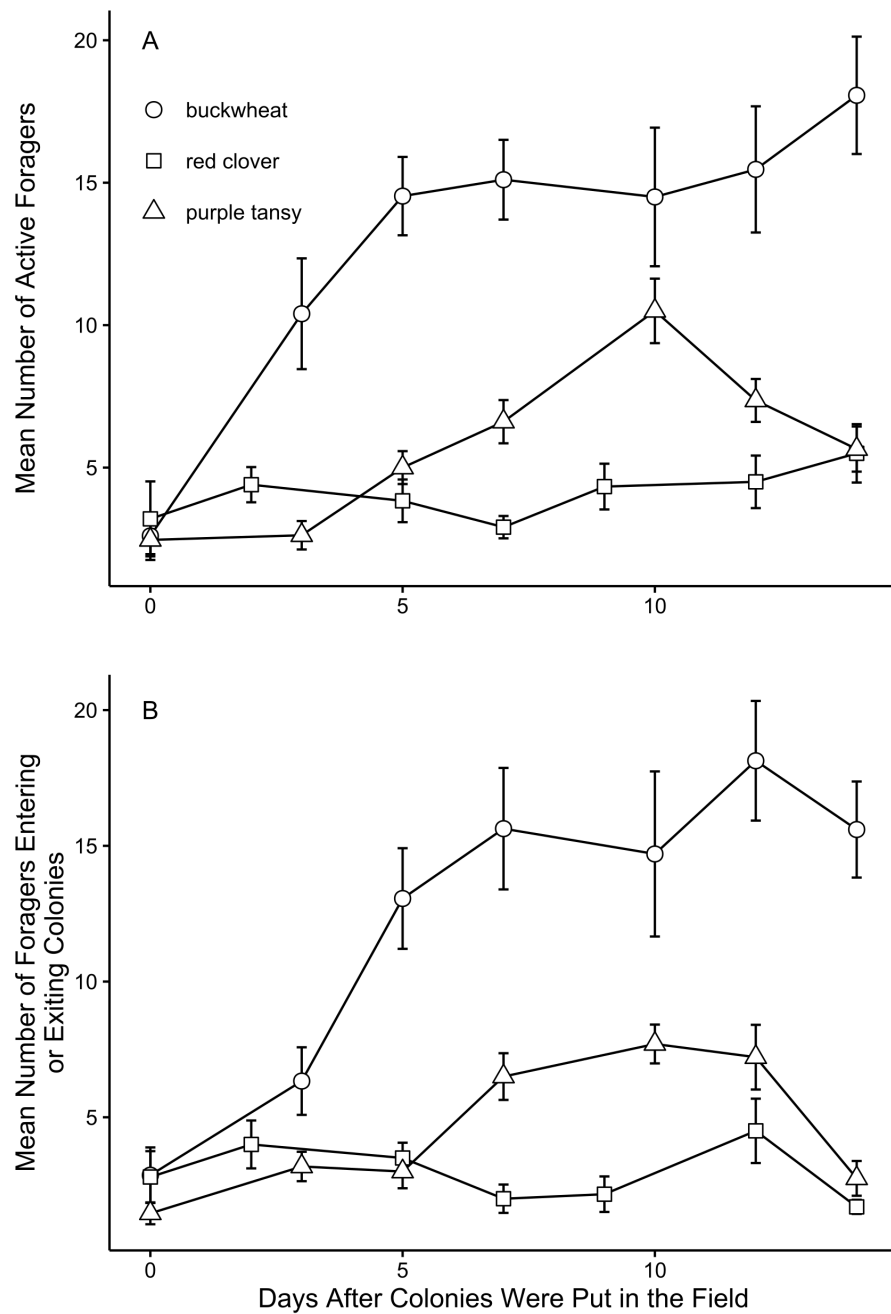 A
buckwheat
red clover
purple tansy
Mean Number of Active Foragers
20
15
10
5
0
5
10
B
Mean Number of Foragers Entering
or Exiting Colonies
20
15
10
5
0
5
10
Days After Colonies Were Put in the Field